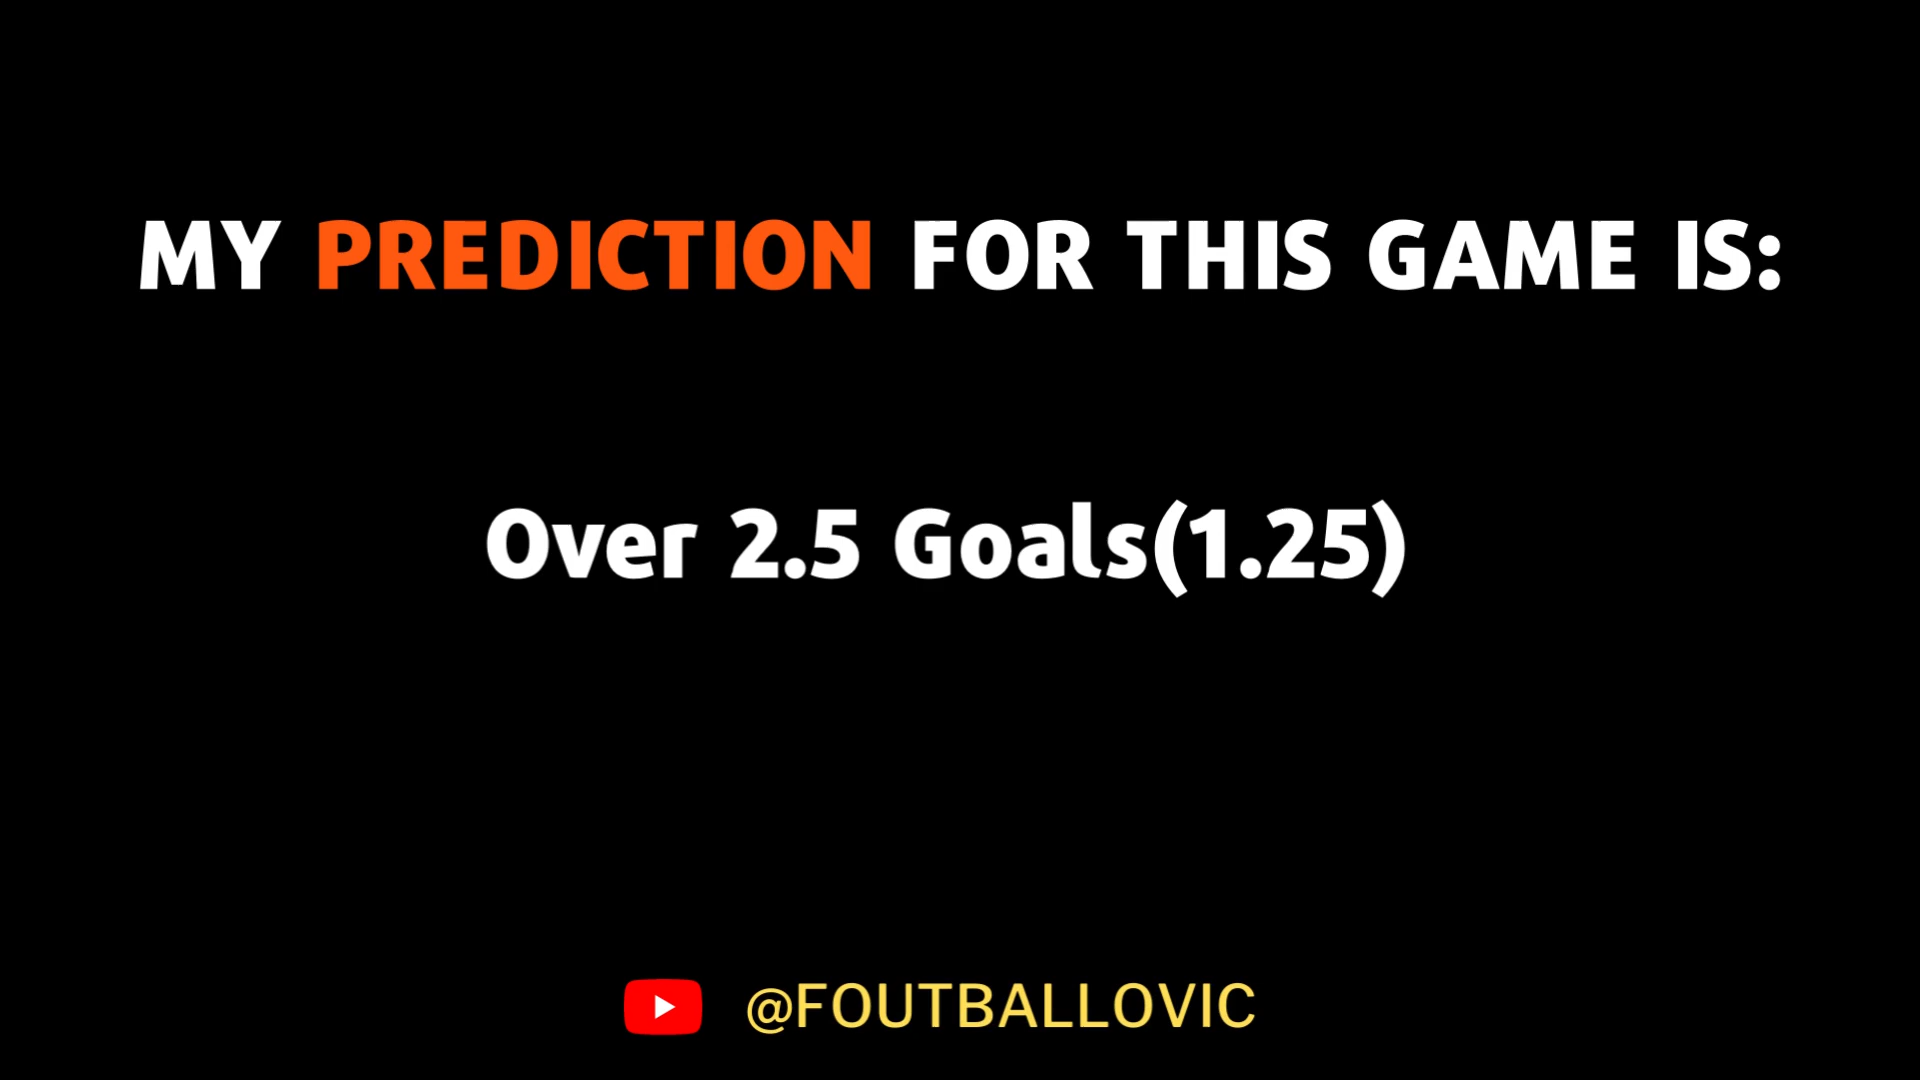 MY PREDICTION FOR THIS GAME IS:
Over 2.5 Goals(1.25)
@FOUTBALLOVIC